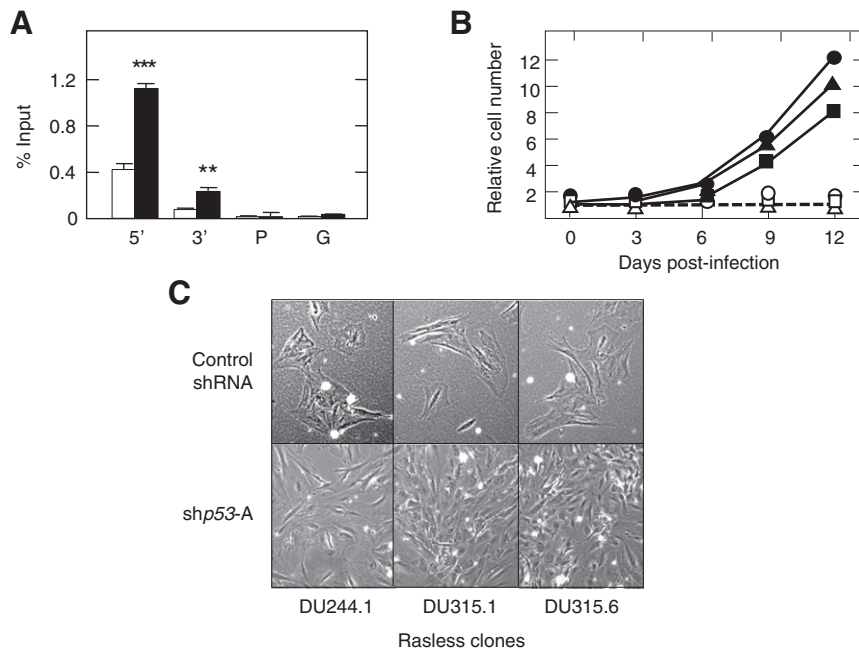 A
% Input
1.2
0.8
0.4
0
***
**
5’
3’
P
G
B
Relative cell number
12
10
8
6
4
2
0
3
6
9
12
Days post-infection
C
Control
shRNA
shp53-A
DU244.1
DU315.1
DU315.6
Rasless clones